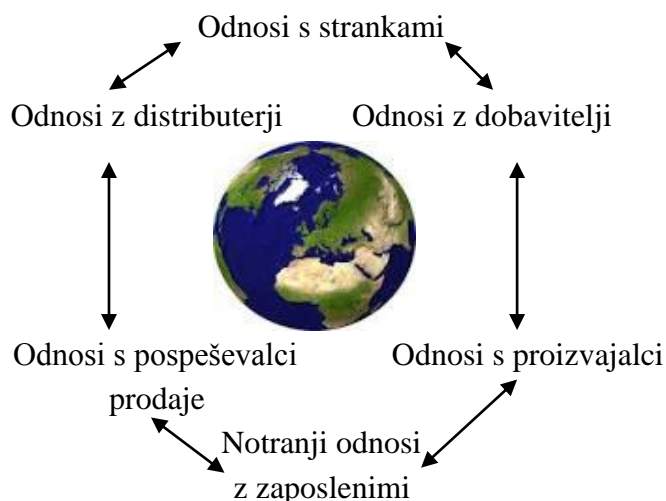 Odnosi s strankami
Odnosi z distributerji
Odnosi z dobavitelji
Odnosi s pospeševalci
prodaje
Odnosi s proizvajalci
Notranji odnosi
z zaposlenimi